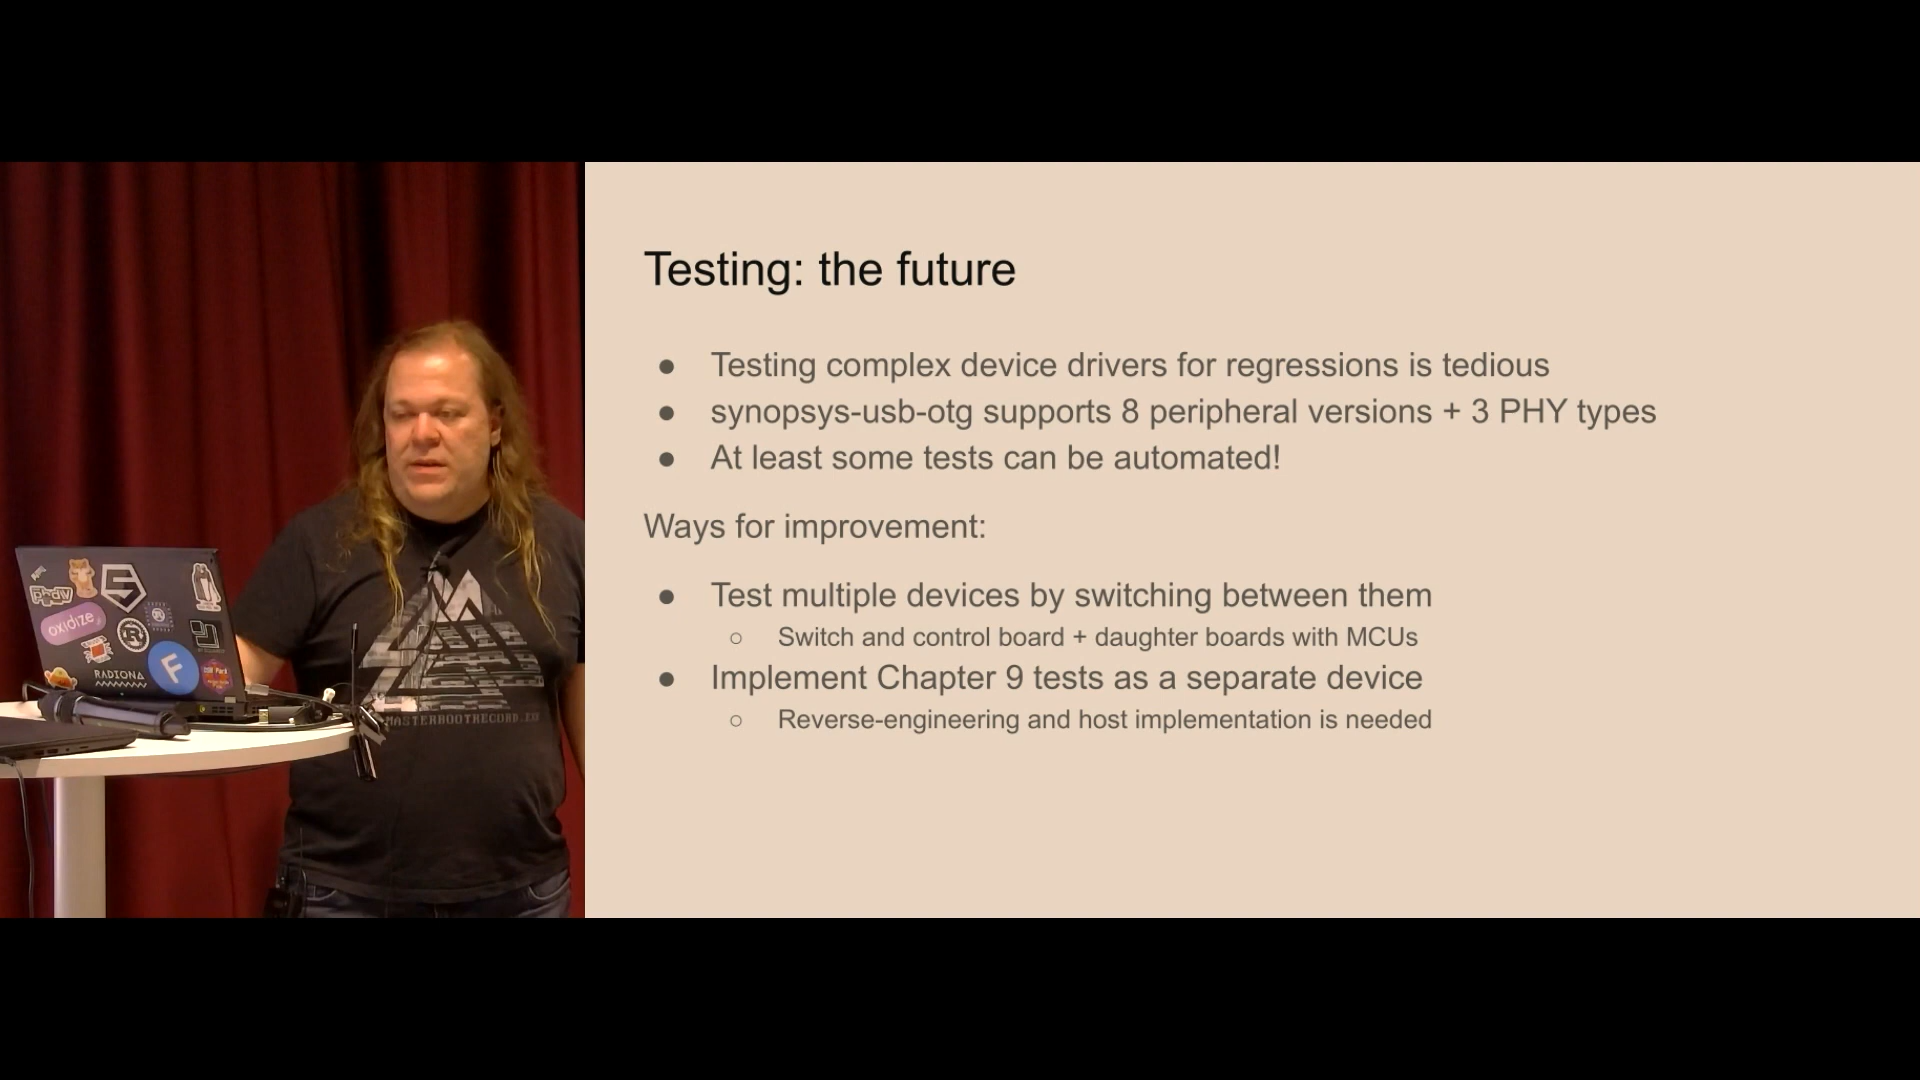 Testing: the future
● Testing complex device drivers for regressions is tedious
● synopsys-usb-otg supports 8 peripheral versions + 3 PHY types
● At least some tests can be automated!
Ways for improvement:
● Test multiple devices by switching between them
○ Switch and control board + daughter boards with MCUs
● Implement Chapter 9 tests as a separate device
○ Reverse-engineering and host implementation is needed
oxidize
R
F
RADIONA
MASTERBOOTRECORD.EXE